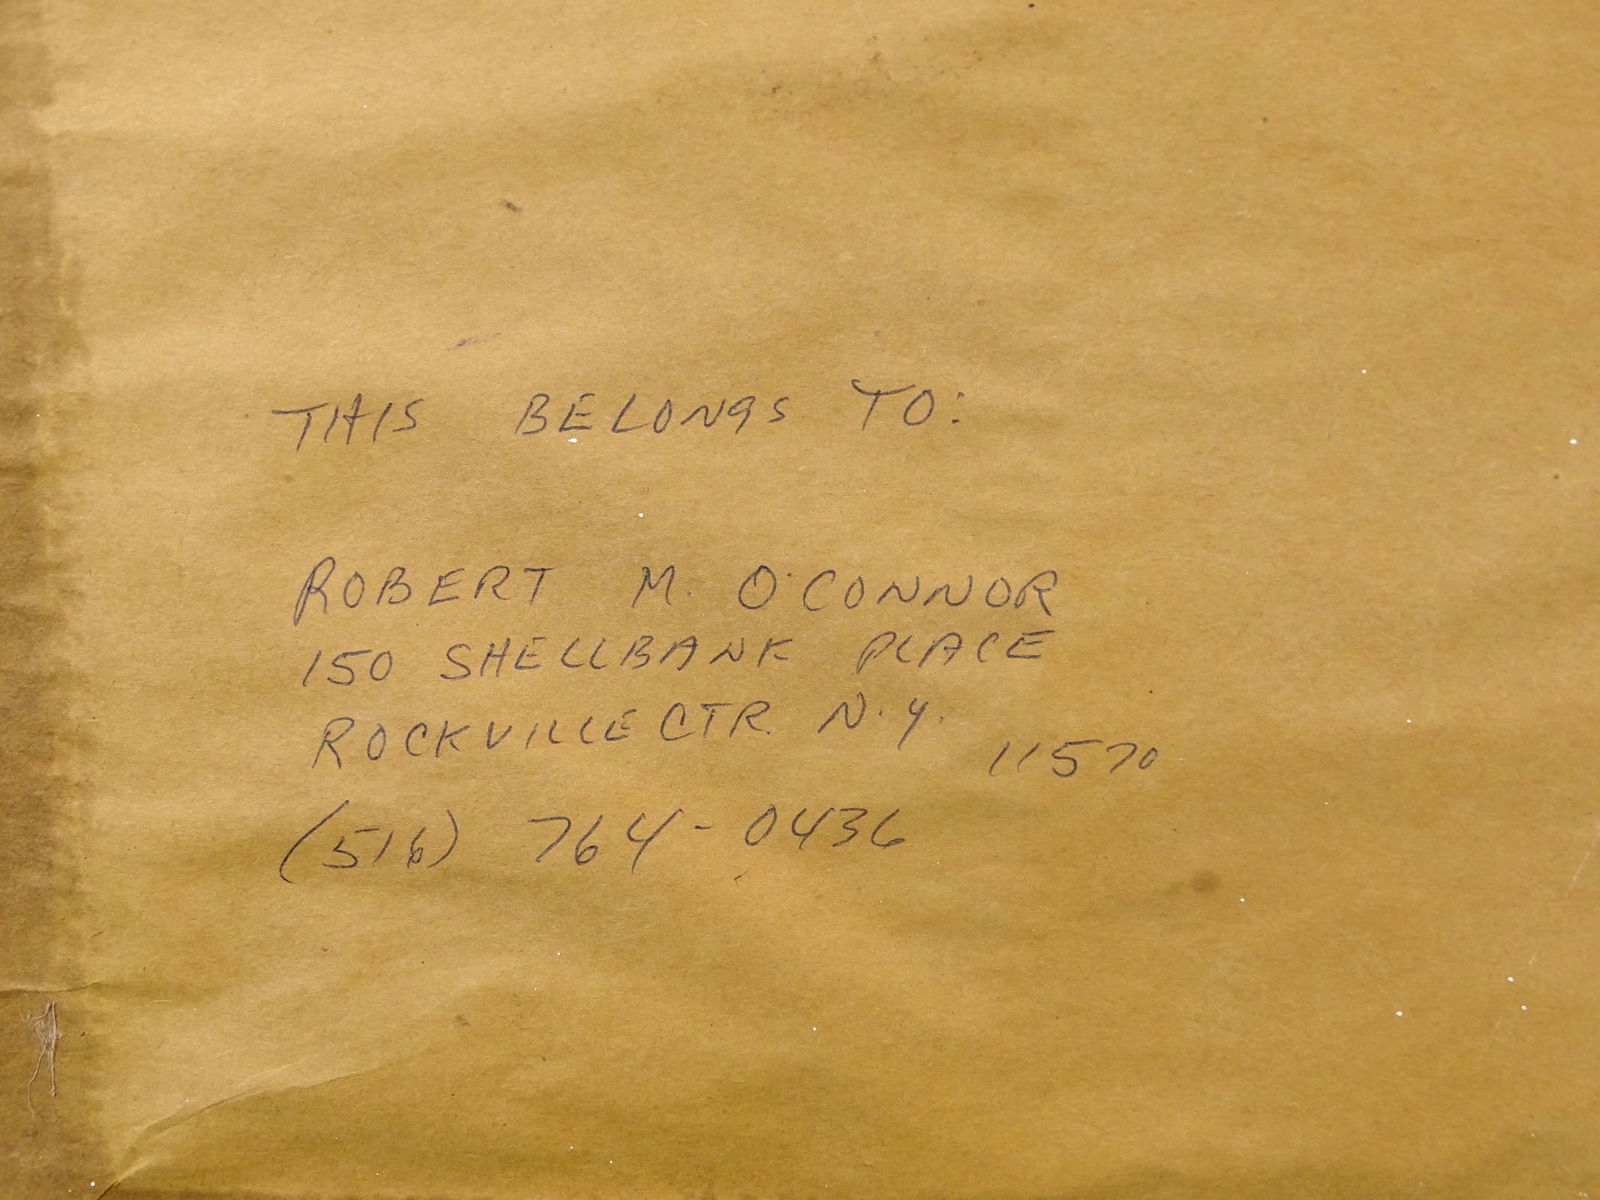 THIS BELONGS TO:
ROBERT M. O'CONNOR
150 SHELLBANK PLACE
ROCKVILLE CTR. N.Y. 11570
(516) 764-0436